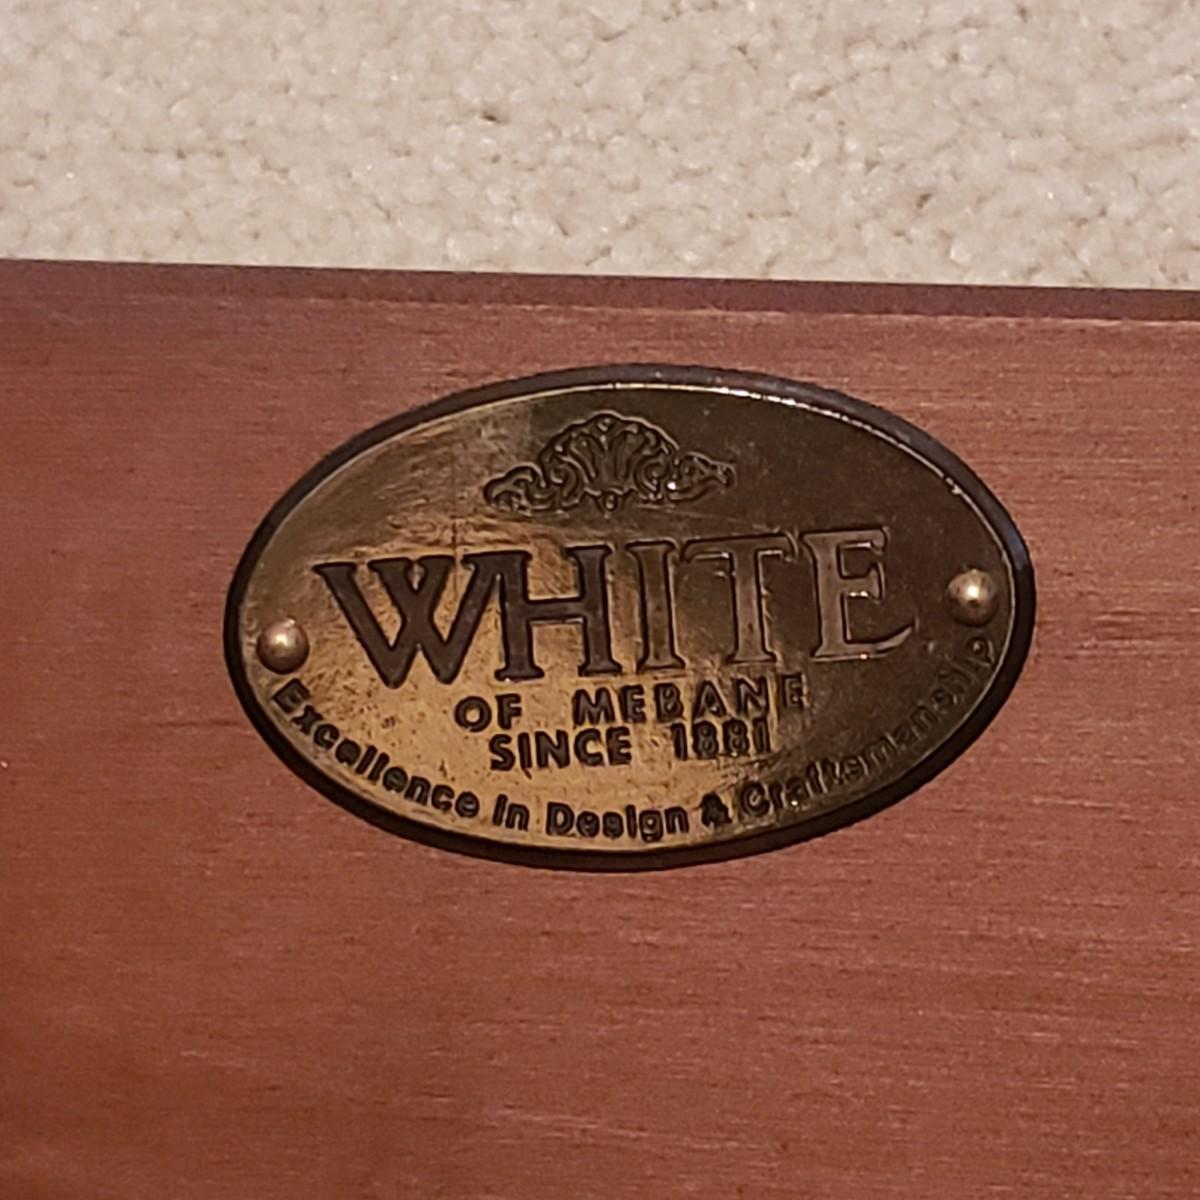 WHITE
OF MEBANE
SINCE 1881
Excellence in Design & Craftsmanship